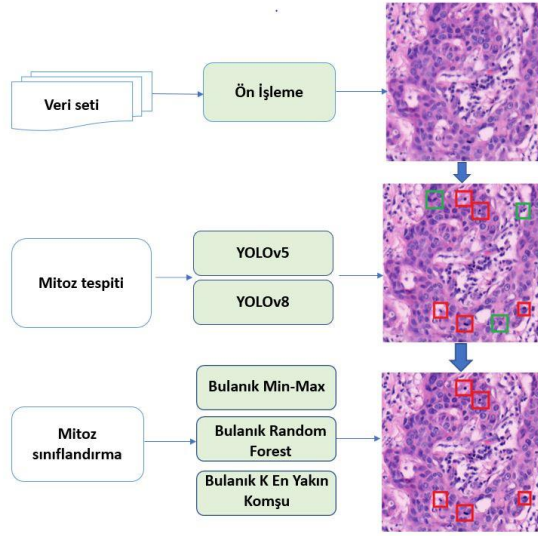 Veri seti
Ön İşleme
Mitoz tespiti
YOLOv5
YOLOv8
Mitoz
sınıflandırma
Bulanık Min-Max
Bulanık Random
Forest
Bulanık K En Yakın
Komşu